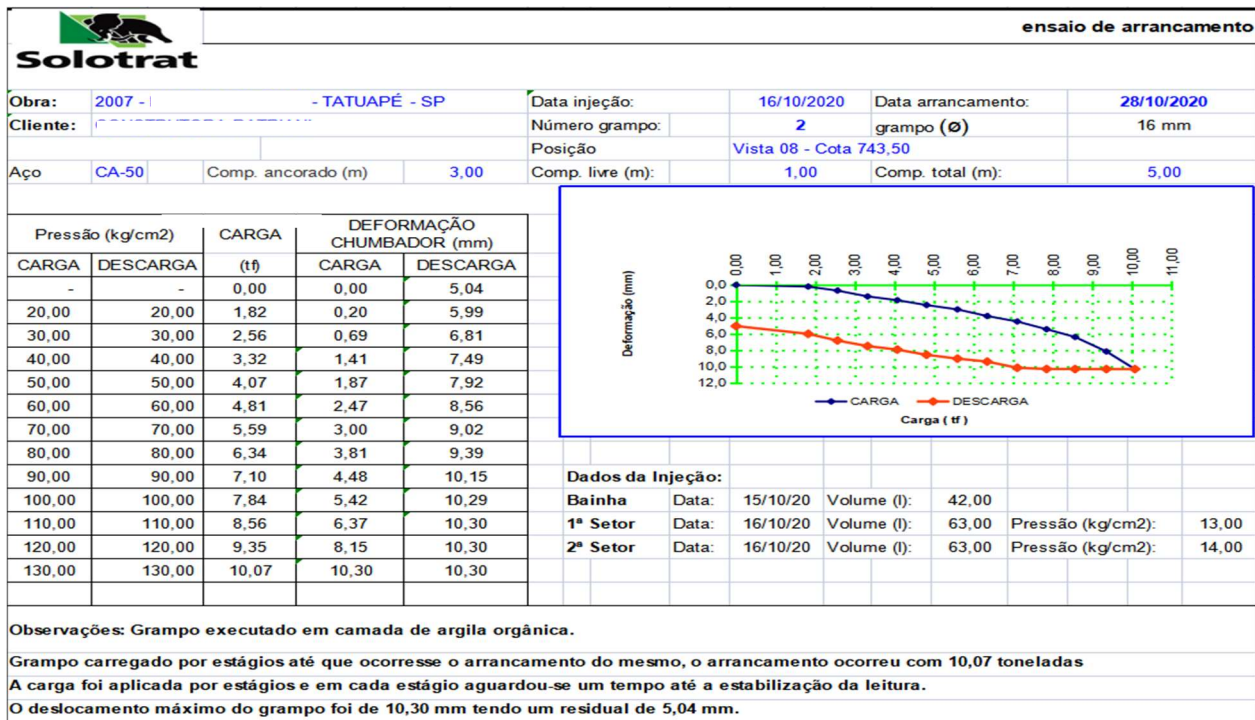 ensaio de arrancamento
Solotrat
Obra: 2007 - - TATUAPÉ - SP Data injeção: 16/10/2020 Data arrancamento: 28/10/2020
Cliente: Número grampo: 2 grampo (Ø) 16 mm
Posição Vista 08 - Cota 743,50
Aço CA-50 Comp. ancorado (m) 3,00 Comp. livre (m): 1,00 Comp. total (m): 5,00
Pressão (kg/cm2) CARGA DEFORMAÇÃO
CHUMBADOR (mm)
CARGA DESCARGA (tf) CARGA DESCARGA
- - 0,00 0,00 5,04
20,00 20,00 1,82 0,20 5,99
30,00 30,00 2,56 0,69 6,81
40,00 40,00 3,32 1,41 7,49
50,00 50,00 4,07 1,87 7,92
60,00 60,00 4,81 2,47 8,56
70,00 70,00 5,59 3,00 9,02
80,00 80,00 6,34 3,81 9,39
90,00 90,00 7,10 4,48 10,15
100,00 100,00 7,84 5,42 10,29
110,00 110,00 8,56 6,37 10,30
120,00 120,00 9,35 8,15 10,30
130,00 130,00 10,07 10,30 10,30
0,00 1,00 2,00 3,00 4,00 5,00 6,00 7,00 8,00 9,00 10,00 11,00
Deformação (mm)
0,0
2,0
4,0
6,0
8,0
10,0
12,0
CARGA DESCARGA
Carga ( tf )
Dados da Injeção:
Bainha Data: 15/10/20 Volume (l): 42,00
1ª Setor Data: 16/10/20 Volume (l): 63,00 Pressão (kg/cm2): 13,00
2ª Setor Data: 16/10/20 Volume (l): 63,00 Pressão (kg/cm2): 14,00
Observações: Grampo executado em camada de argila orgânica.
Grampo carregado por estágios até que ocorresse o arrancamento do mesmo, o arrancamento ocorreu com 10,07 toneladas
A carga foi aplicada por estágios e em cada estágio aguardou-se um tempo até a estabilização da leitura.
O deslocamento máximo do grampo foi de 10,30 mm tendo um residual de 5,04 mm.